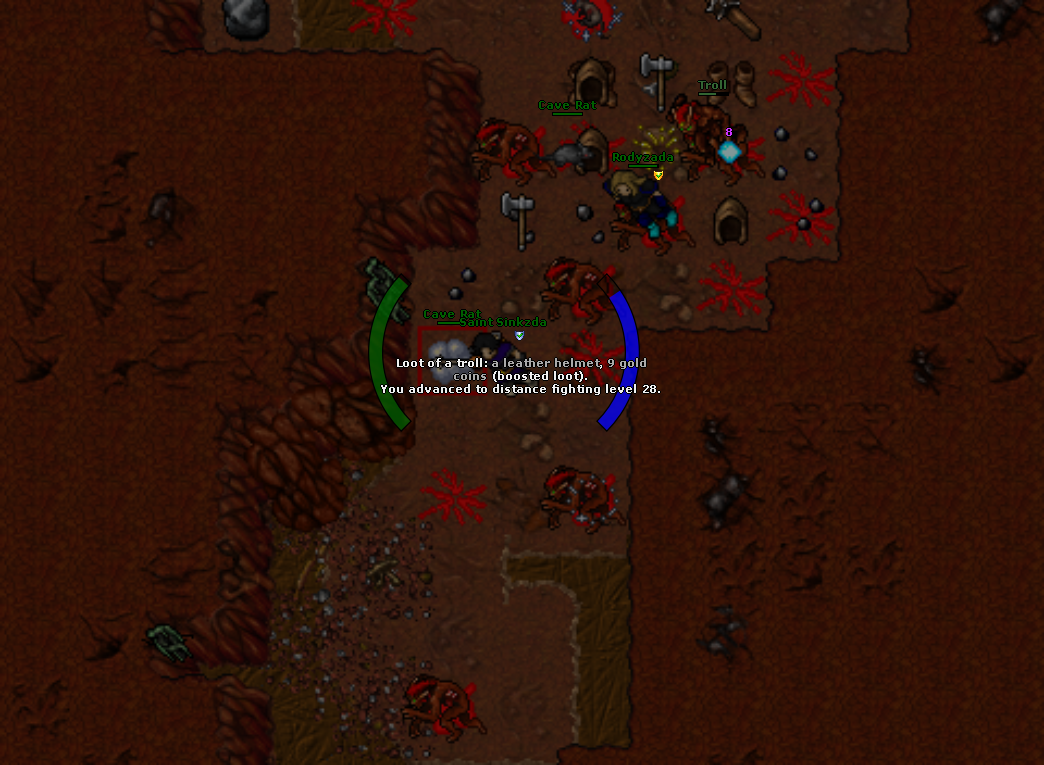 Troll
Cave Rat
8
Rodyzada
Cave Rat
Saint Sinkzda
Loot of a troll: a leather helmet, 9 gold
coins (boosted loot).
You advanced to distance fighting level 28.